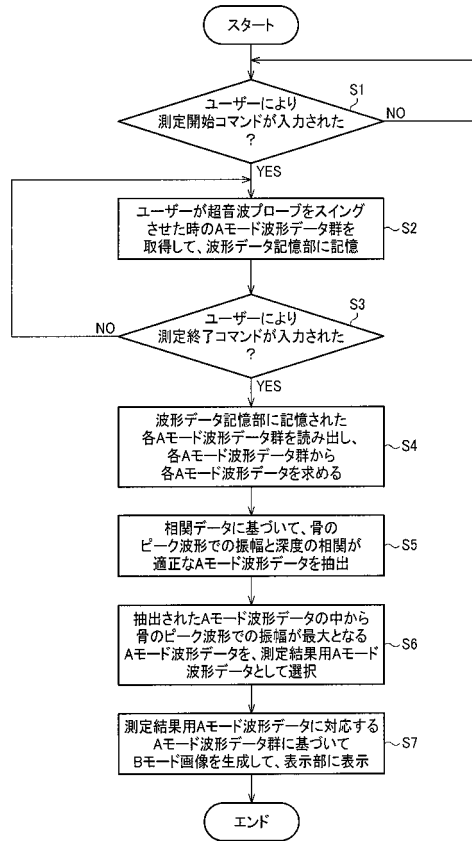 スタート
S1
ユーザーにより
測定開始コマンドが入力された
?
NO
YES
ユーザーが超音波プローブをスイング
させた時のAモード波形データ群を
取得して、波形データ記憶部に記憶
S2
S3
ユーザーにより
測定終了コマンドが入力された
?
NO
YES
波形データ記憶部に記憶された
各Aモード波形データ群を読み出し、
各Aモード波形データ群から
各Aモード波形データを求める
S4
相関データに基づいて、骨の
ピーク波形での振幅と深度の相関が
適正なAモード波形データを抽出
S5
抽出されたAモード波形データの中から
骨のピーク波形での振幅が最大となる
Aモード波形データを、測定結果用Aモード
波形データとして選択
S6
測定結果用Aモード波形データに対応する
Aモード波形データ群に基づいて
Bモード画像を生成して、表示部に表示
S7
エンド